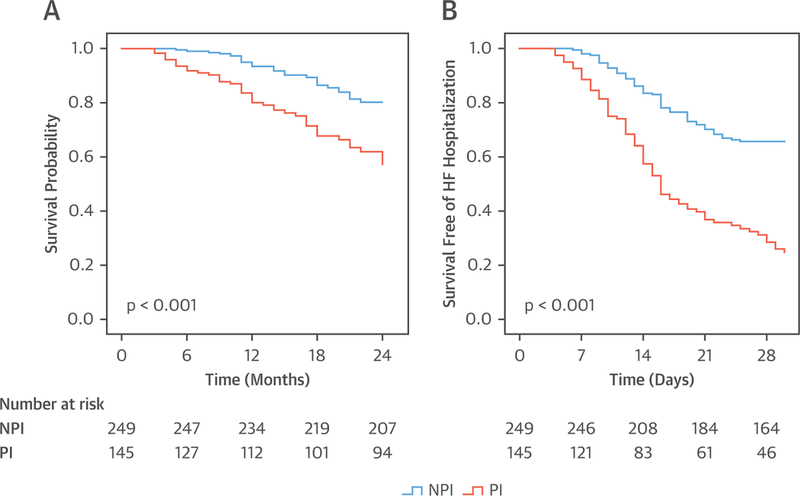 A
1.0
0.8
0.6
0.4
0.2
0.0
Survival Probability
p < 0.001
0 6 12 18 24
Time (Months)
B
1.0
0.8
0.6
0.4
0.2
0.0
Survival Free of HF Hospitalization
p < 0.001
0 7 14 21 28
Time (Days)
Number at risk
NPI 249 247 234 219 207 249 246 208 184 164
PI 145 127 112 101 94 145 121 83 61 46
NPI PI